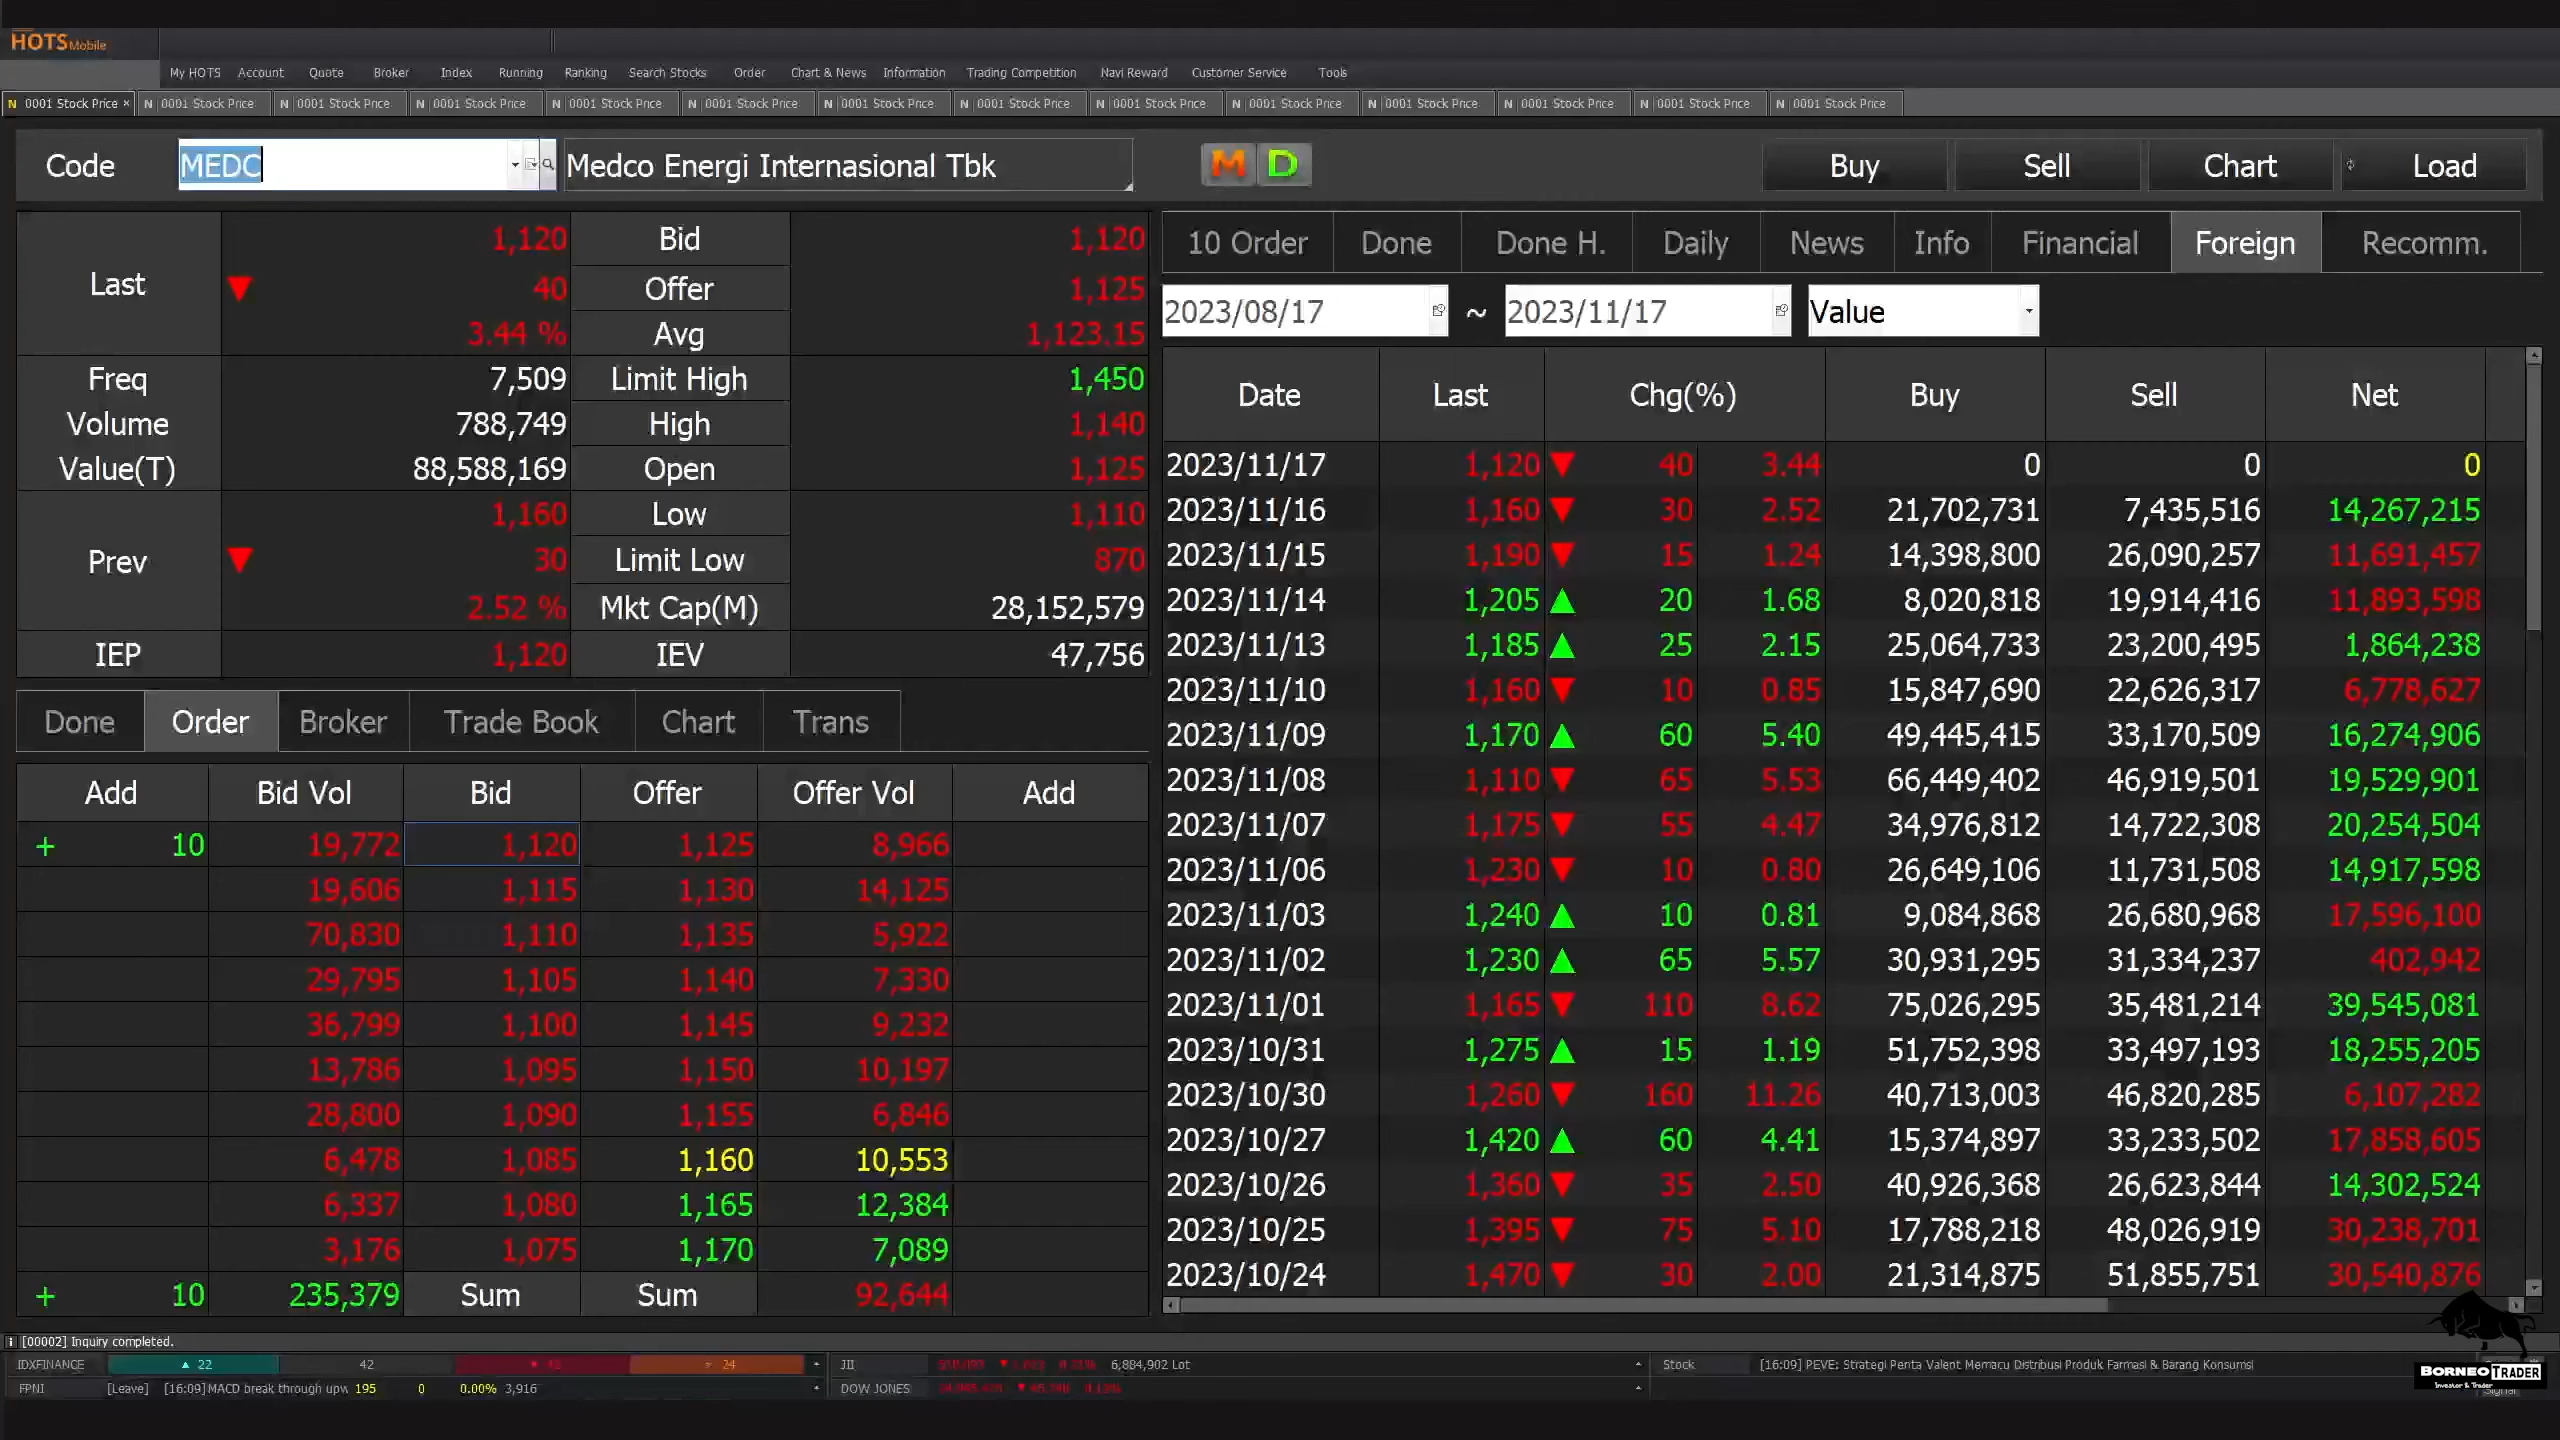 HOTS Mobile
My HOTS Account Quote Broker Index Running Ranking Search Stocks Order Chart & News Information Trading Competition Navi Reward Customer Service Tools
N 0001 Stock Price × N 0001 Stock Price N 0001 Stock Price N 0001 Stock Price N 0001 Stock Price N 0001 Stock Price N 0001 Stock Price N 0001 Stock Price N 0001 Stock Price N 0001 Stock Price N 0001 Stock Price N 0001 Stock Price N 0001 Stock Price N 0001 Stock Price
Code MEDC Medco Energi Internasional Tbk M D Buy Sell Chart Load
Last 1,120 Bid 1,120
▼ 40 Offer 1,125
3.44 % Avg 1,123.15
Freq 7,509 Limit High 1,450
Volume 788,749 High 1,140
Value(T) 88,588,169 Open 1,125
Prev 1,160 Low 1,110
▼ 30 Limit Low 870
2.52 % Mkt Cap(M) 28,152,579
IEP 1,120 IEV 47,756
Done Order Broker Trade Book Chart Trans
Add Bid Vol Bid Offer Offer Vol Add
+ 10 19,772 1,120 1,125 8,966
19,606 1,115 1,130 14,125
70,830 1,110 1,135 5,922
29,795 1,105 1,140 7,330
36,799 1,100 1,145 9,232
13,786 1,095 1,150 10,197
28,800 1,090 1,155 6,846
6,478 1,085 1,160 10,553
6,337 1,080 1,165 12,384
3,176 1,075 1,170 7,089
+ 10 235,379 Sum Sum 92,644
10 Order Done Done H. Daily News Info Financial Foreign Recomm.
2023/08/17 ~ 2023/11/17 Value
Date Last Chg(%) Buy Sell Net
2023/11/17 1,120 ▼ 40 3.44 0 0 0
2023/11/16 1,160 ▼ 30 2.52 21,702,731 7,435,516 14,267,215
2023/11/15 1,190 ▼ 15 1.24 14,398,800 26,090,257 11,691,457
2023/11/14 1,205 ▲ 20 1.68 8,020,818 19,914,416 11,893,598
2023/11/13 1,185 ▲ 25 2.15 25,064,733 23,200,495 1,864,238
2023/11/10 1,160 ▼ 10 0.85 15,847,690 22,626,317 6,778,627
2023/11/09 1,170 ▲ 60 5.40 49,445,415 33,170,509 16,274,906
2023/11/08 1,110 ▼ 65 5.53 66,449,402 46,919,501 19,529,901
2023/11/07 1,175 ▼ 55 4.47 34,976,812 14,722,308 20,254,504
2023/11/06 1,230 ▼ 10 0.80 26,649,106 11,731,508 14,917,598
2023/11/03 1,240 ▲ 10 0.81 9,084,868 26,680,968 17,596,100
2023/11/02 1,230 ▲ 65 5.57 30,931,295 31,334,237 402,942
2023/11/01 1,165 ▼ 110 8.62 75,026,295 35,481,214 39,545,081
2023/10/31 1,275 ▲ 15 1.19 51,752,398 33,497,193 18,255,205
2023/10/30 1,260 ▼ 160 11.26 40,713,003 46,820,285 6,107,282
2023/10/27 1,420 ▲ 60 4.41 15,374,897 33,233,502 17,858,605
2023/10/26 1,360 ▼ 35 2.50 40,926,368 26,623,844 14,302,524
2023/10/25 1,395 ▼ 75 5.10 17,788,218 48,026,919 30,238,701
2023/10/24 1,470 ▼ 30 2.00 21,314,875 51,855,751 30,540,876
[00002] Inquiry completed.
IDXFINANCE ▲ 22 42 24 JII 6,884,902 Lot Stock [16:09] PEVE; Strategi Penta Valent Memacu Distribusi Produk Farmasi & Barang Konsumsi
FPNI [Leave] [16:09]MACD break through upw 195 0 0.00% 3,916 DOW JONES
BORNEO TRADER
Investor & Trader
Signal